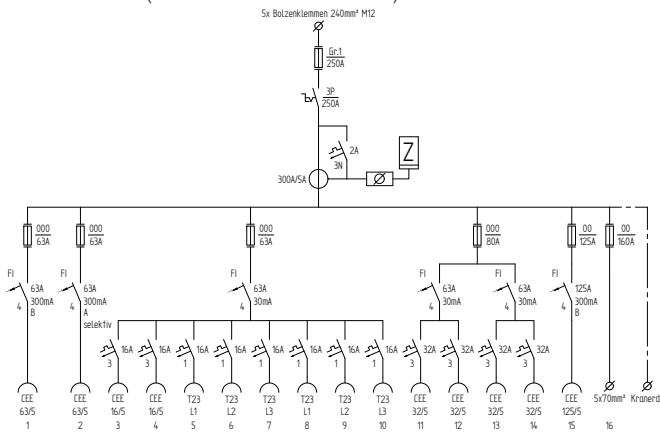 5x Bolzenklemmen 240mm² M12
Gr.1
250A
3P
250A
2A
3N
Z
300A/5A
000
63A
000
63A
000
63A
000
80A
00
125A
00
160A
FI
63A
300mA
4
B
FI
63A
300mA
4
A
selektiv
FI
63A
30mA
4
FI
63A
30mA
4
FI
63A
30mA
4
FI
125A
300mA
4
B
16A
3
16A
3
16A
1
16A
1
16A
1
16A
1
16A
1
16A
1
32A
3
32A
3
32A
3
32A
3
CEE CEE CEE CEE T23 T23 T23 T23 T23 T23 CEE CEE CEE CEE CEE 5x70mm² Kranerd
63/5 63/5 16/5 16/5 L1 L2 L3 L1 L2 L3 32/5 32/5 32/5 32/5 125/5
1 2 3 4 5 6 7 8 9 10 11 12 13 14 15 16